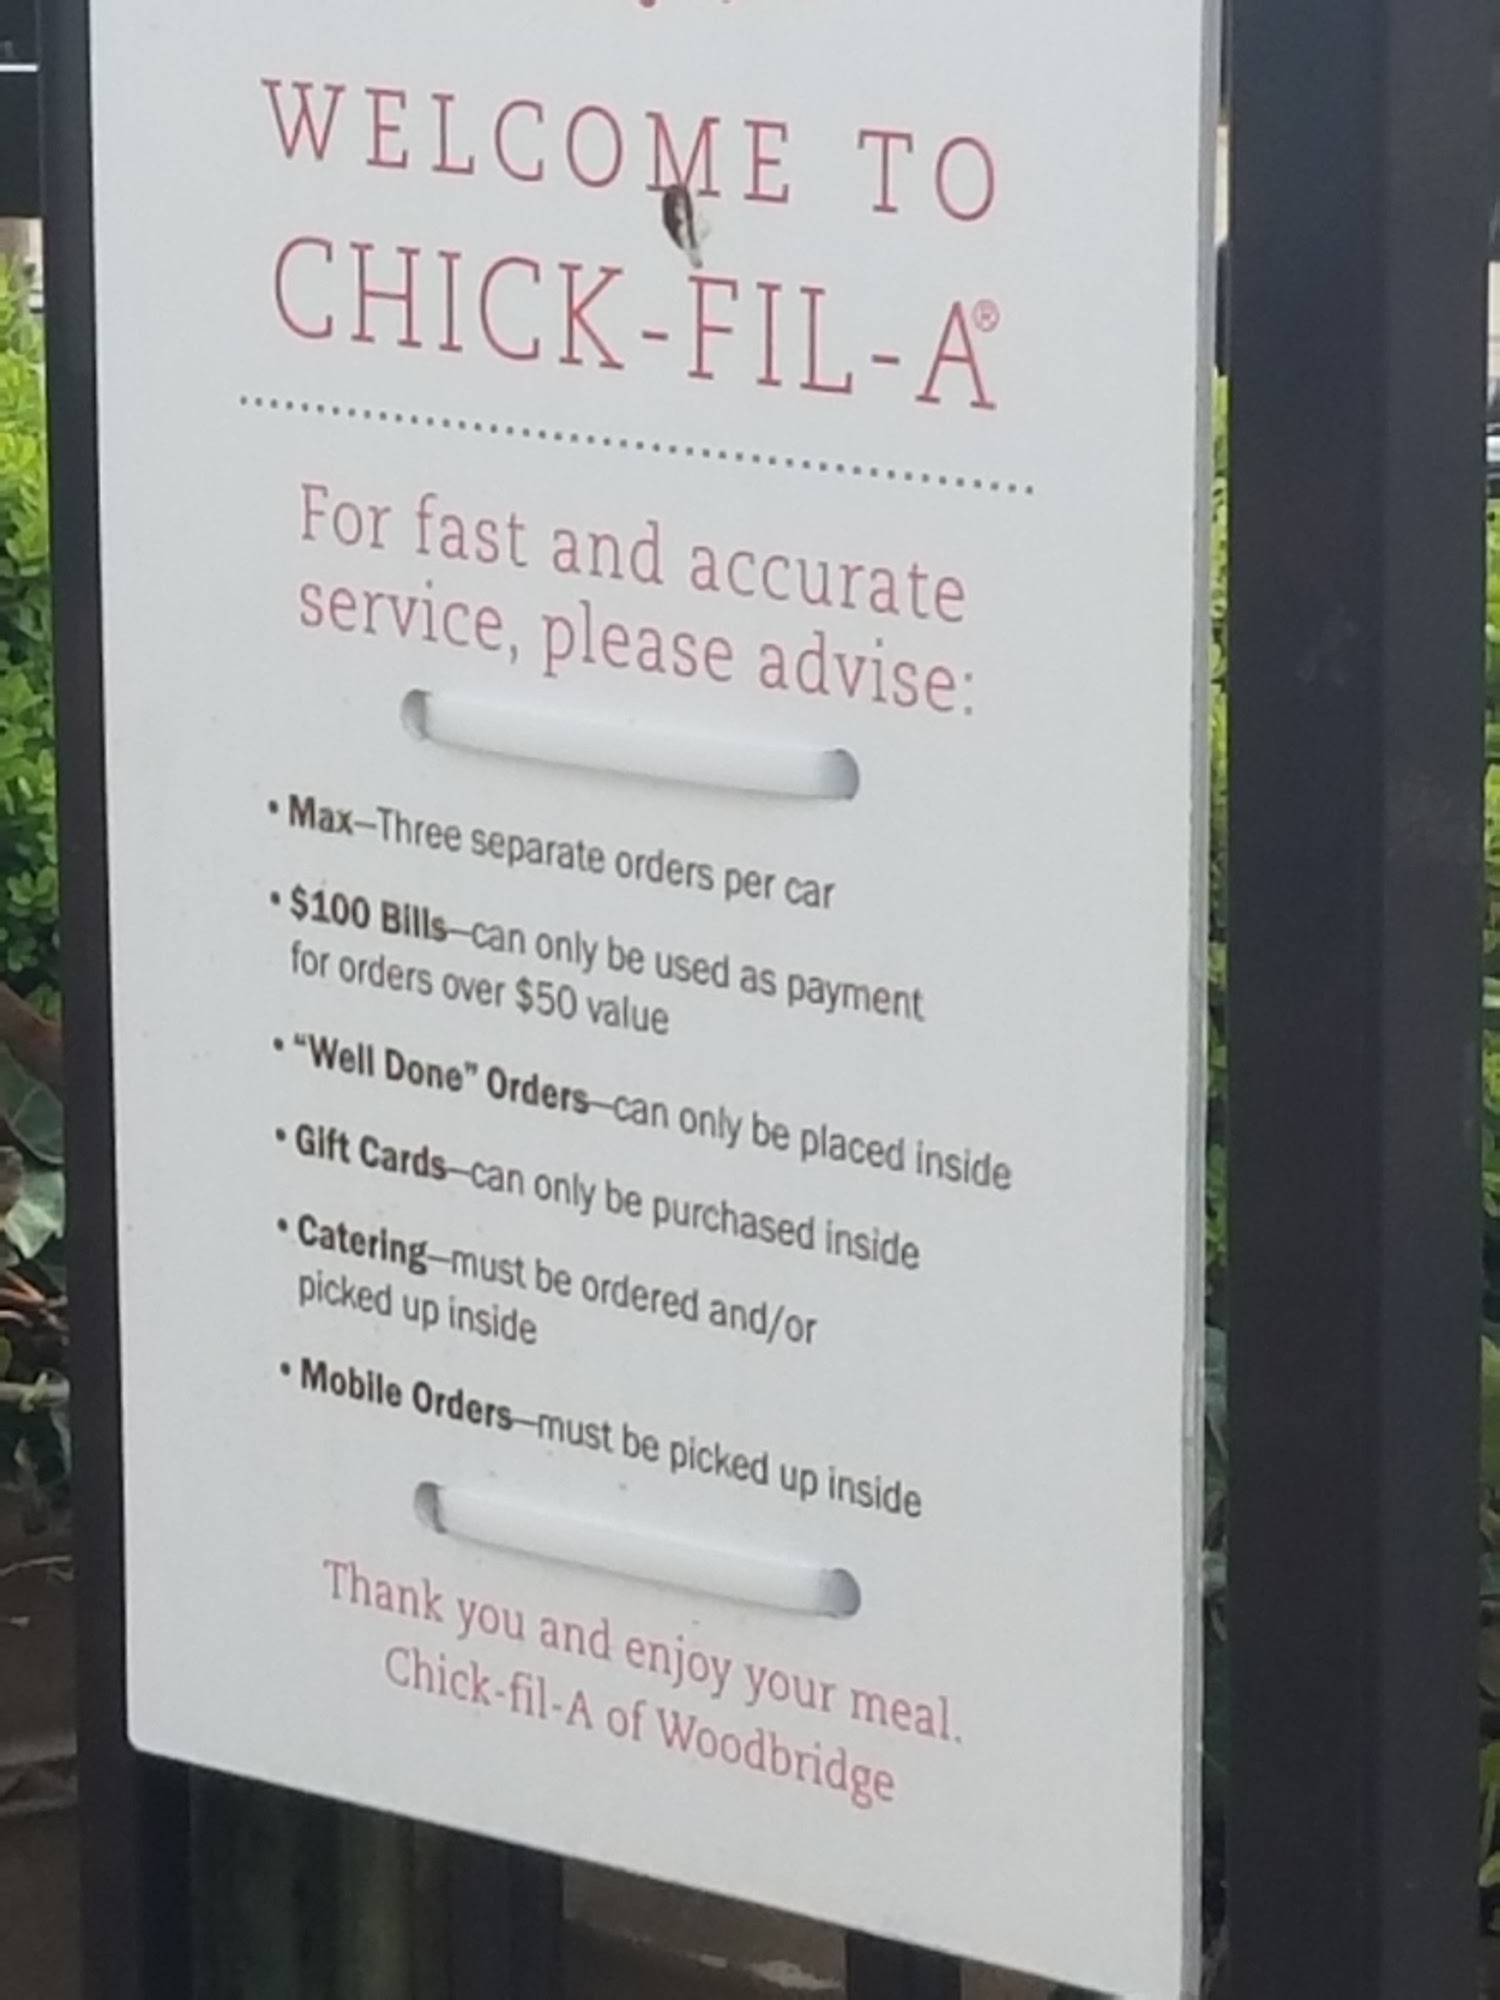 WELCOME TO
CHICK-FIL-A®
For fast and accurate
service, please advise:
• Max—Three separate orders per car
• $100 Bills—can only be used as payment
for orders over $50 value
• “Well Done” Orders—can only be placed inside
• Gift Cards—can only be purchased inside
• Catering—must be ordered and/or
picked up inside
• Mobile Orders—must be picked up inside
Thank you and enjoy your meal.
Chick-fil-A of Woodbridge